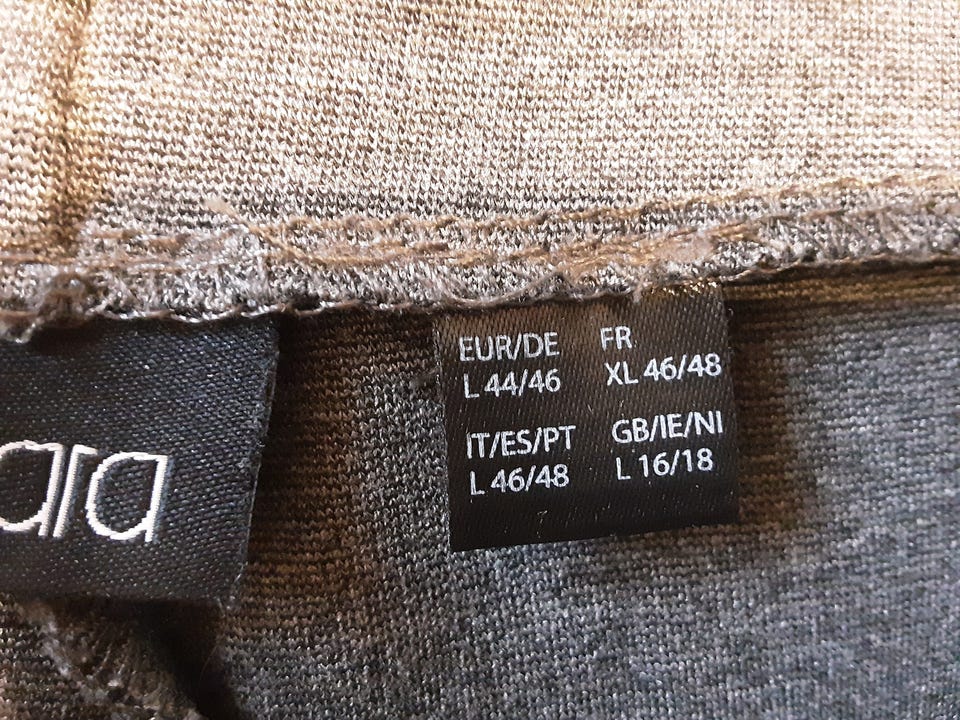 ara
EUR/DE FR
L 44/46 XL 46/48
IT/ES/PT GB/IE/NI
L 46/48 L 16/18